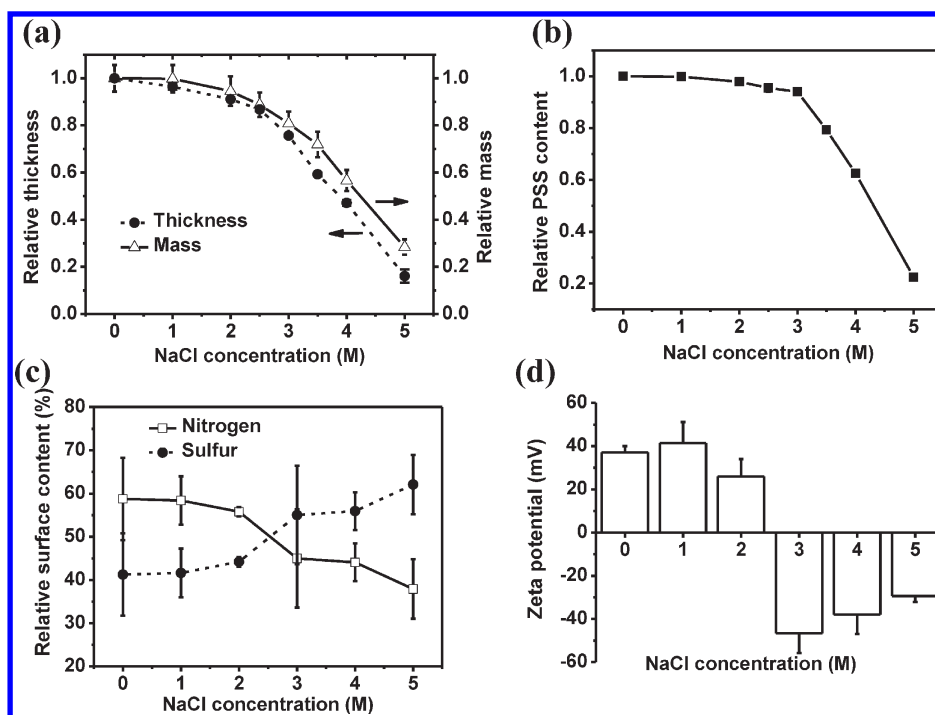 (a)
Relative thickness
1.0
0.8
0.6
0.4
0.2
0.0
Thickness
Mass
1.0
0.8
0.6
0.4
0.2
0.0
Relative mass
0 1 2 3 4 5
NaCl concentration (M)
(b)
Relative PSS content
1.0
0.8
0.6
0.4
0.2
0 1 2 3 4 5
NaCl concentration (M)
(c)
Relative surface content (%)
80
70
60
50
40
30
20
Nitrogen
Sulfur
0 1 2 3 4 5
NaCl concentration (M)
(d)
Zeta potential (mV)
60
40
20
0
-20
-40
-60
0 1 2 3 4 5
NaCl concentration (M)